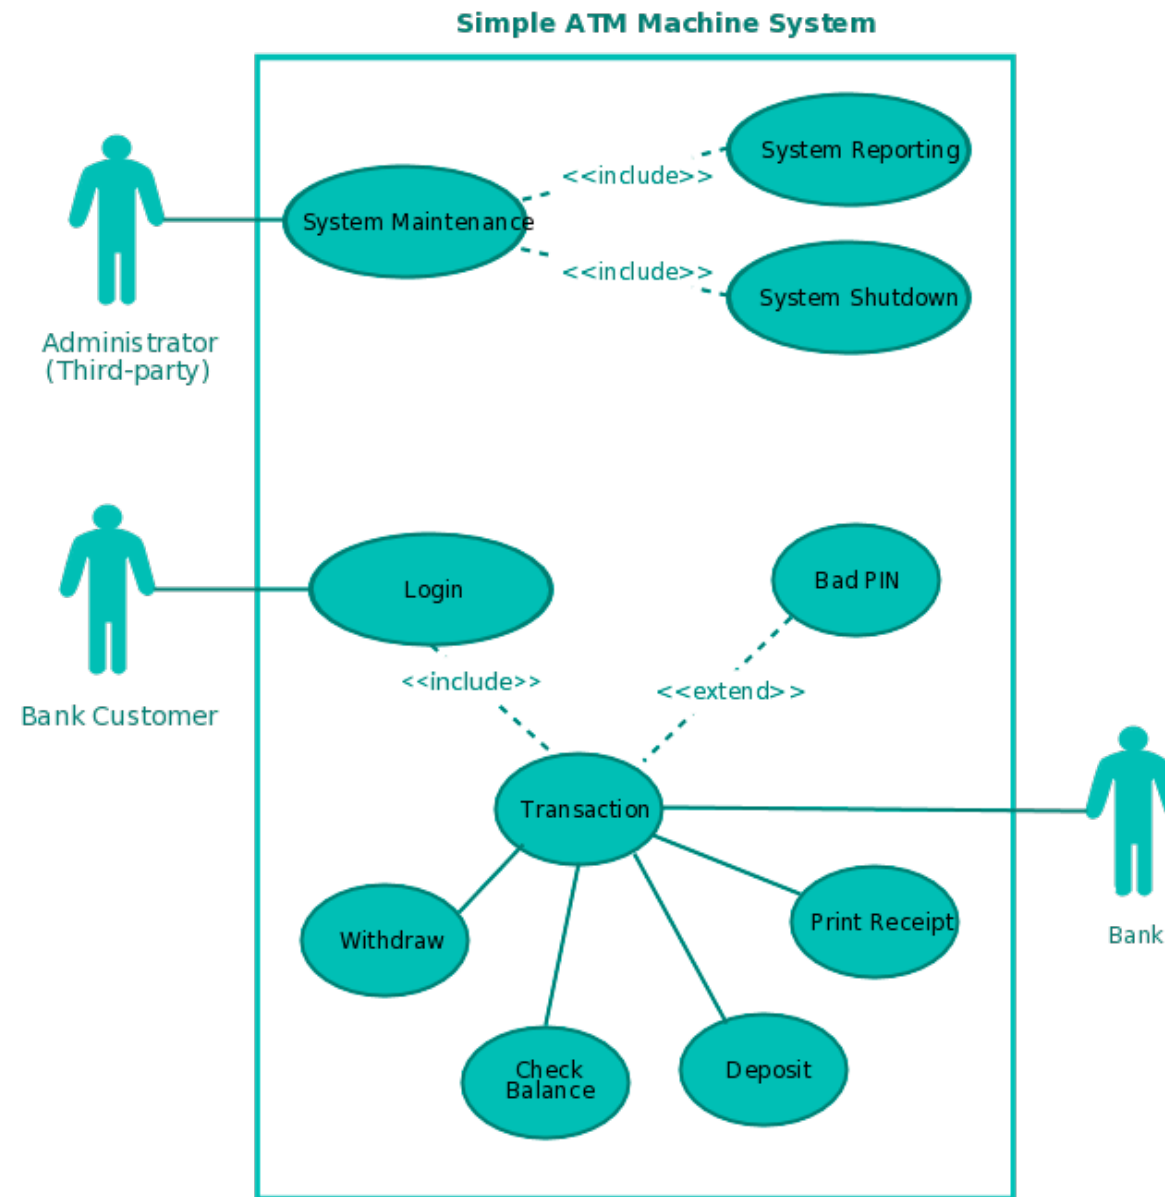 Simple ATM Machine System
System Reporting
<<include>>
System Maintenance
<<include>>
System Shutdown
Administrator
(Third-party)
Bad PIN
Login
<<include>>
<<extend>>
Bank Customer
Transaction
Print Receipt
Withdraw
Bank
Check
Balance
Deposit